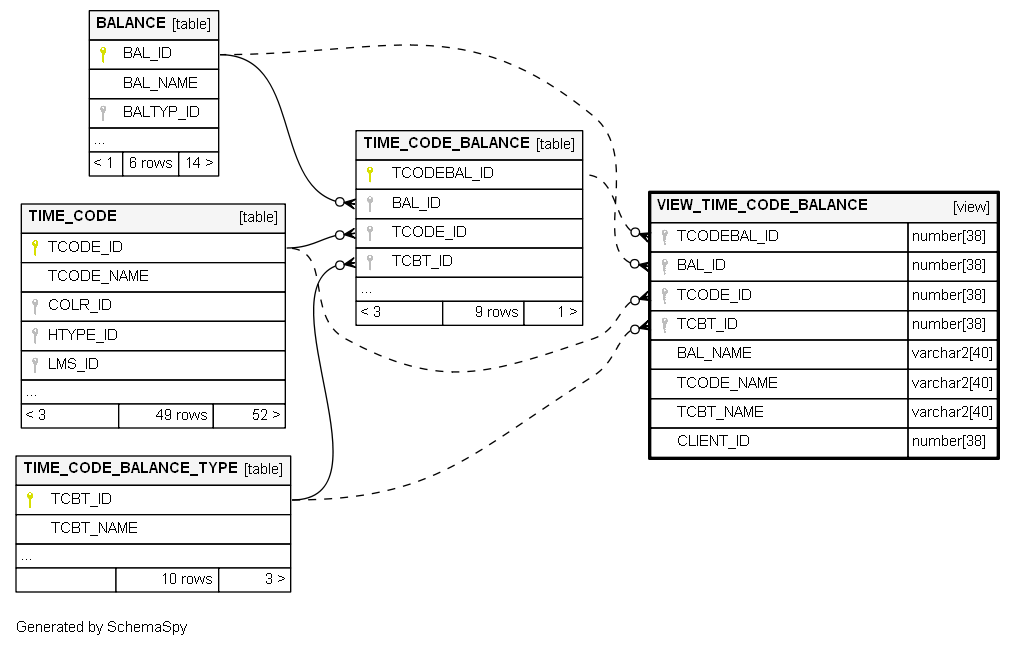 BALANCE [table]
BAL_ID
BAL_NAME
BALTYP_ID
...
< 1 6 rows 14 >
TIME_CODE [table]
TCODE_ID
TCODE_NAME
COLR_ID
HTYPE_ID
LMS_ID
...
< 3 49 rows 52 >
TIME_CODE_BALANCE_TYPE [table]
TCBT_ID
TCBT_NAME
...
10 rows 3 >
TIME_CODE_BALANCE [table]
TCODEBAL_ID
BAL_ID
TCODE_ID
TCBT_ID
...
< 3 9 rows 1 >
VIEW_TIME_CODE_BALANCE [view]
TCODEBAL_ID number[38]
BAL_ID number[38]
TCODE_ID number[38]
TCBT_ID number[38]
BAL_NAME varchar2[40]
TCODE_NAME varchar2[40]
TCBT_NAME varchar2[40]
CLIENT_ID number[38]
Generated by SchemaSpy